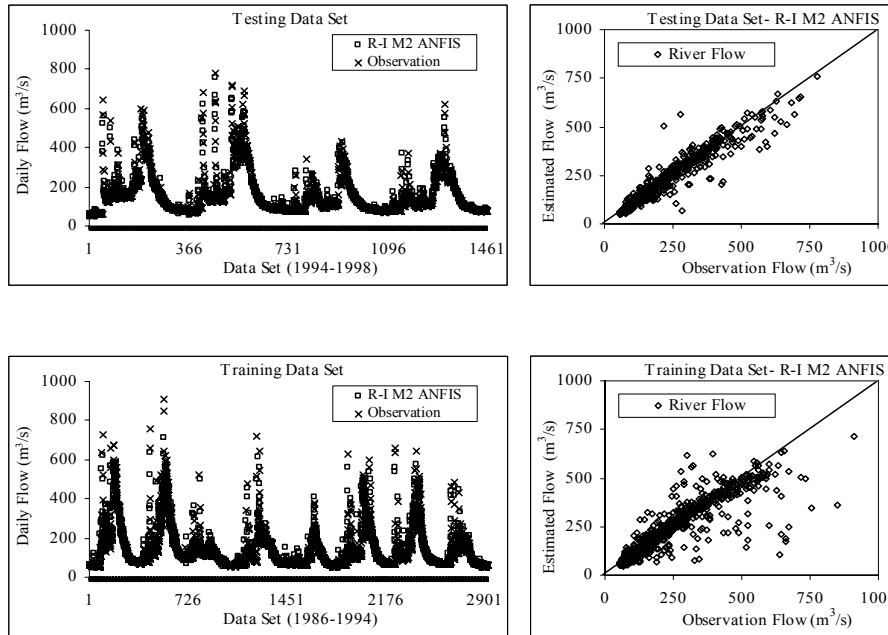 Testing Data Set
R-I M2 ANFIS
Observation
Daily Flow (m³/s)
1000
800
600
400
200
0
1 366 731 1096 1461
Data Set (1994-1998)
Testing Data Set- R-I M2 ANFIS
River Flow
Estimated Flow (m³/s)
1000
750
500
250
0
0 250 500 750 1000
Observation Flow (m³/s)
Training Data Set
R-I M2 ANFIS
Observation
Daily Flow (m³/s)
1000
800
600
400
200
0
1 726 1451 2176 2901
Data Set (1986-1994)
Training Data Set- R-I M2 ANFIS
River Flow
Estimated Flow (m³/s)
1000
750
500
250
0
0 250 500 750 100
Observation Flow (m³/s)